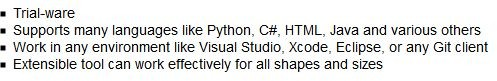 ▪ Trial-ware
▪ Supports many languages like Python, C#, HTML, Java and various others
▪ Work in any environment like Visual Studio, Xcode, Eclipse, or any Git client
▪ Extensible tool can work effectively for all shapes and sizes